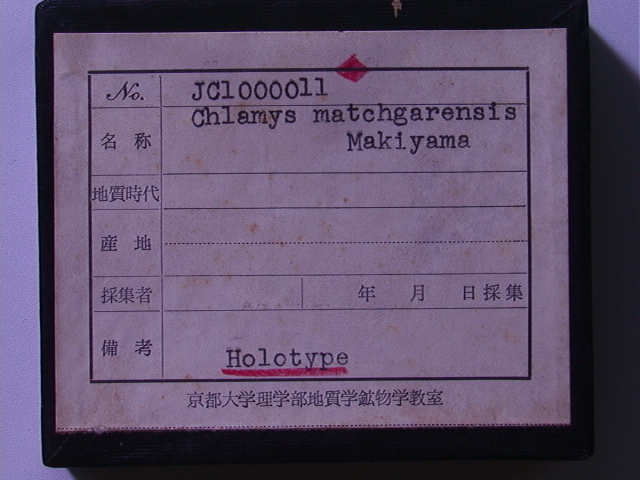 No. JC1000011
名称 Chlamys matchgarensis
Makiyama
地質時代
産地
採集者 年 月 日採集
備考 Holotype
京都大学理学部地質学鉱物学教室